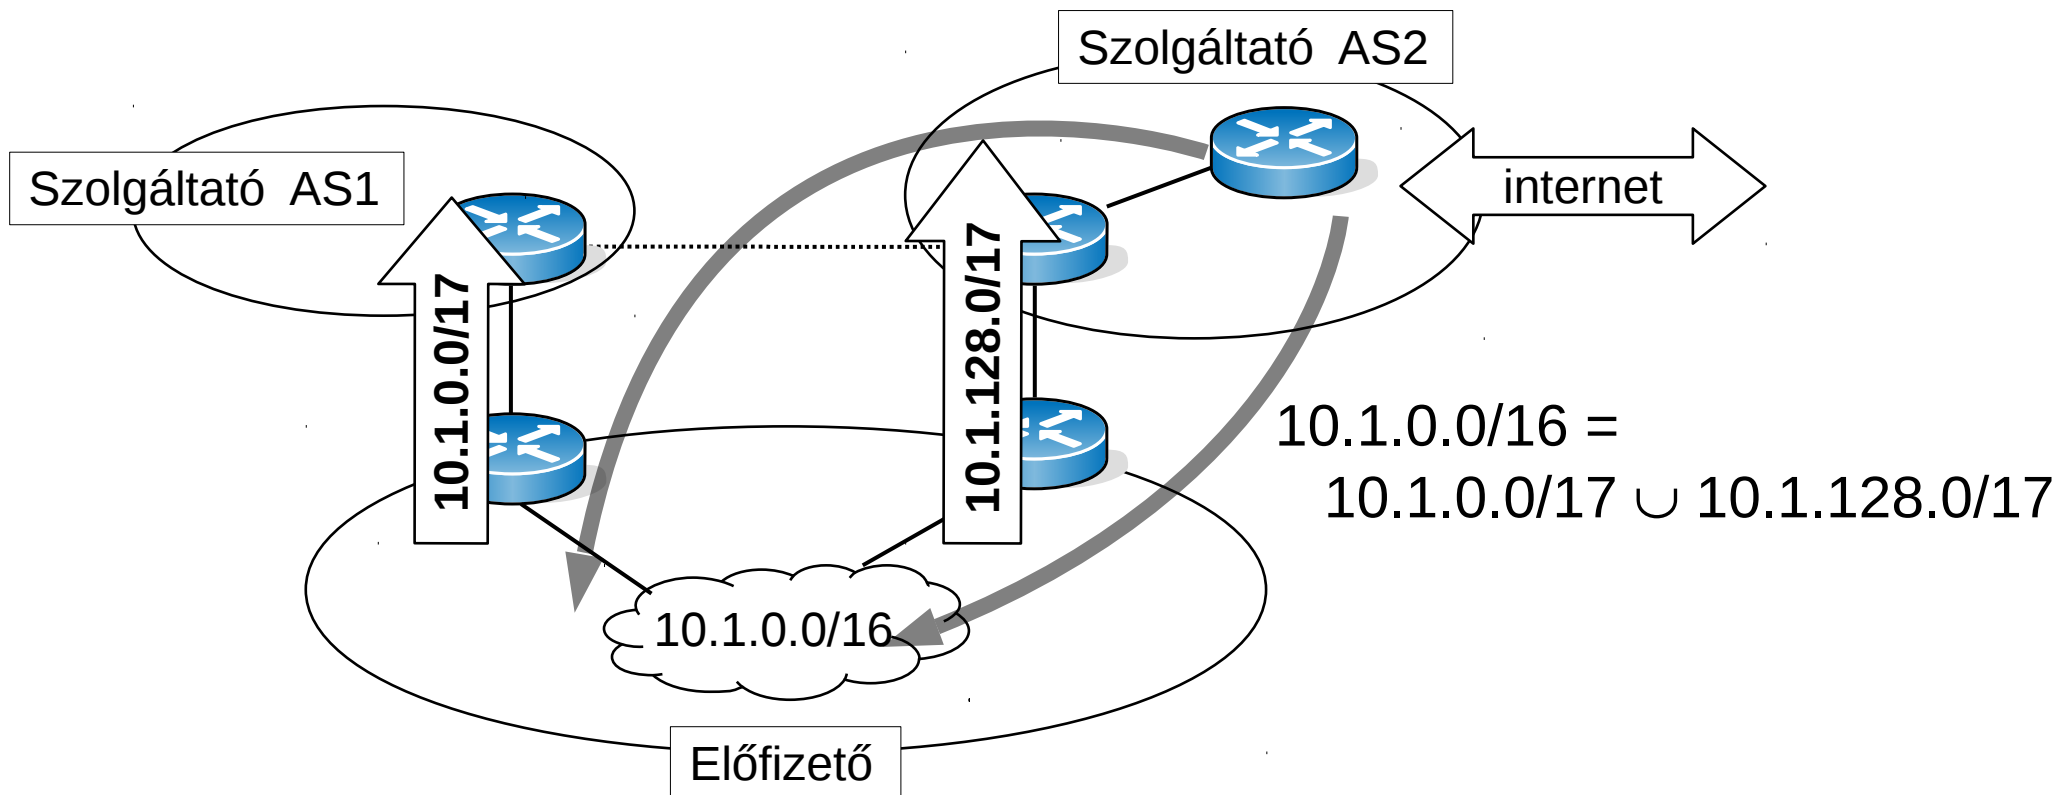 Szolgáltató AS2
Szolgáltató AS1
internet
10.1.0.0/17
10.1.128.0/17
10.1.0.0/16 =
10.1.0.0/17 ∪ 10.1.128.0/17
10.1.0.0/16
Előfizető